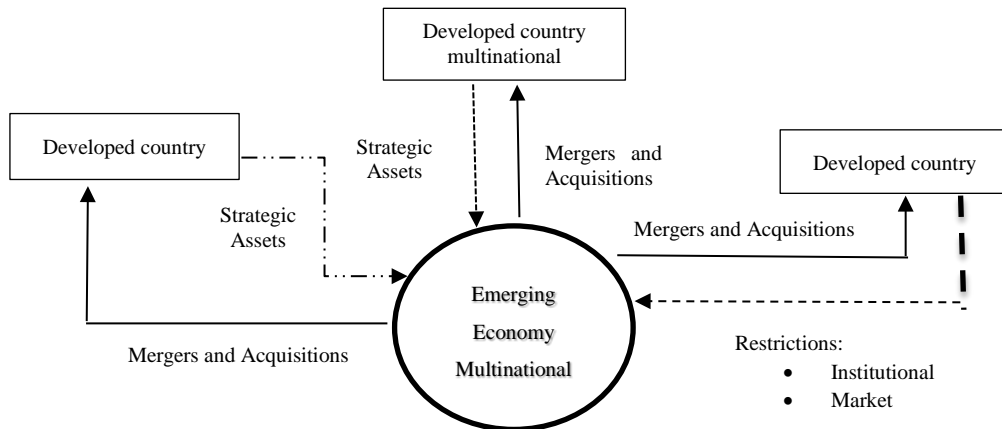 Developed country
multinational
Developed country
Strategic
Assets
Mergers and
Acquisitions
Developed country
Strategic
Assets
Mergers and Acquisitions
Emerging
Economy
Multinational
Mergers and Acquisitions
Restrictions:
• Institutional
• Market